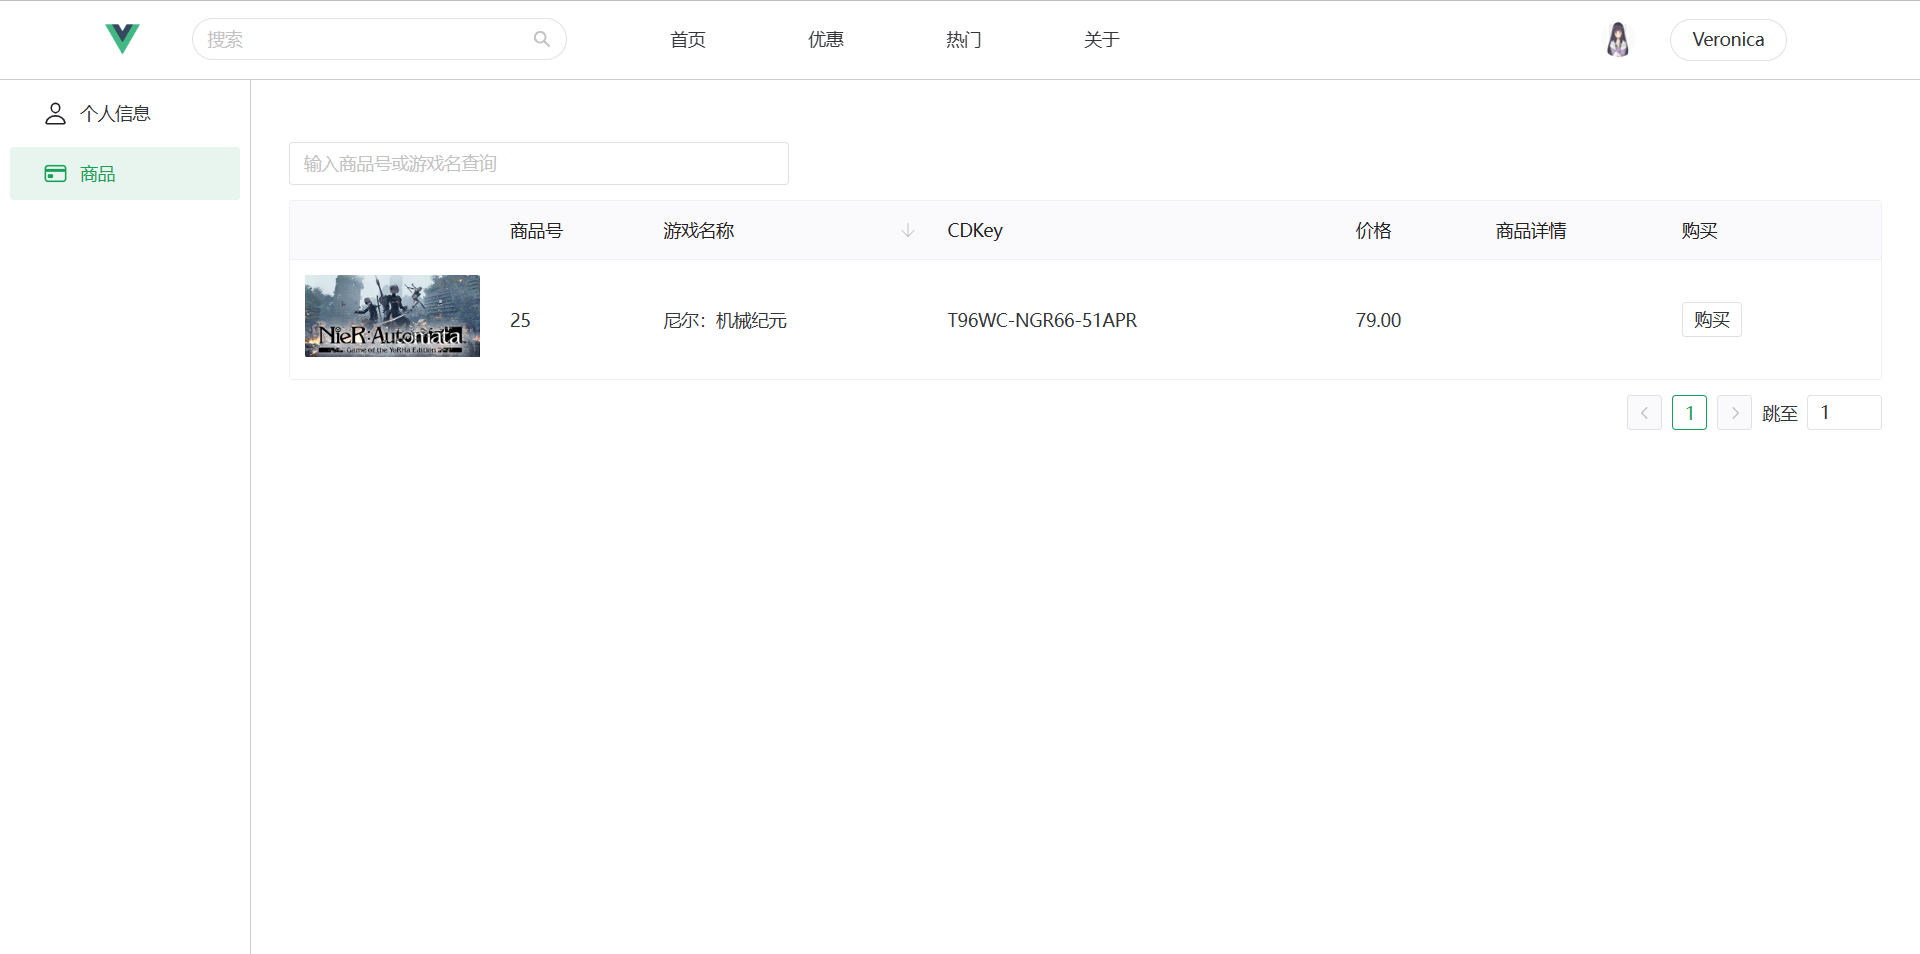 搜索
首页
优惠
热门
关于
Veronica
个人信息
商品
输入商品号或游戏名查询
商品号
游戏名称
CDKey
价格
商品详情
购买
NieR:Automata
Game of the YoRHa Edition
25
尼尔：机械纪元
T96WC-NGR66-51APR
79.00
购买
1
跳至
1